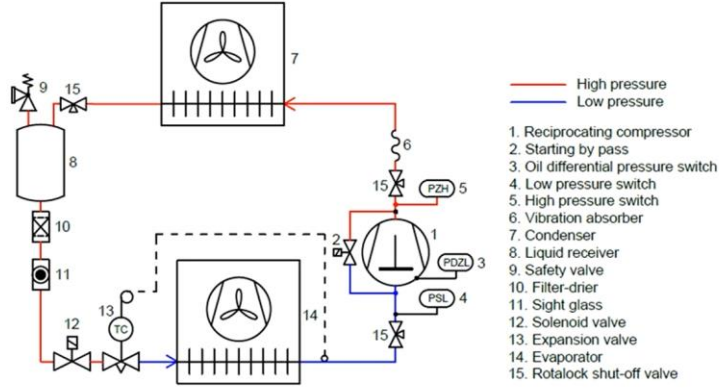 9
15
7
8
6
15
PZH
5
10
1
2
11
PDZL
3
12
13
TC
14
PSL
4
15
High pressure
Low pressure
1. Reciprocating compressor
2. Starting by pass
3. Oil differential pressure switch
4. Low pressure switch
5. High pressure switch
6. Vibration absorber
7. Condenser
8. Liquid receiver
9. Safety valve
10. Filter-drier
11. Sight glass
12. Solenoid valve
13. Expansion valve
14. Evaporator
15. Rotalock shut-off valve